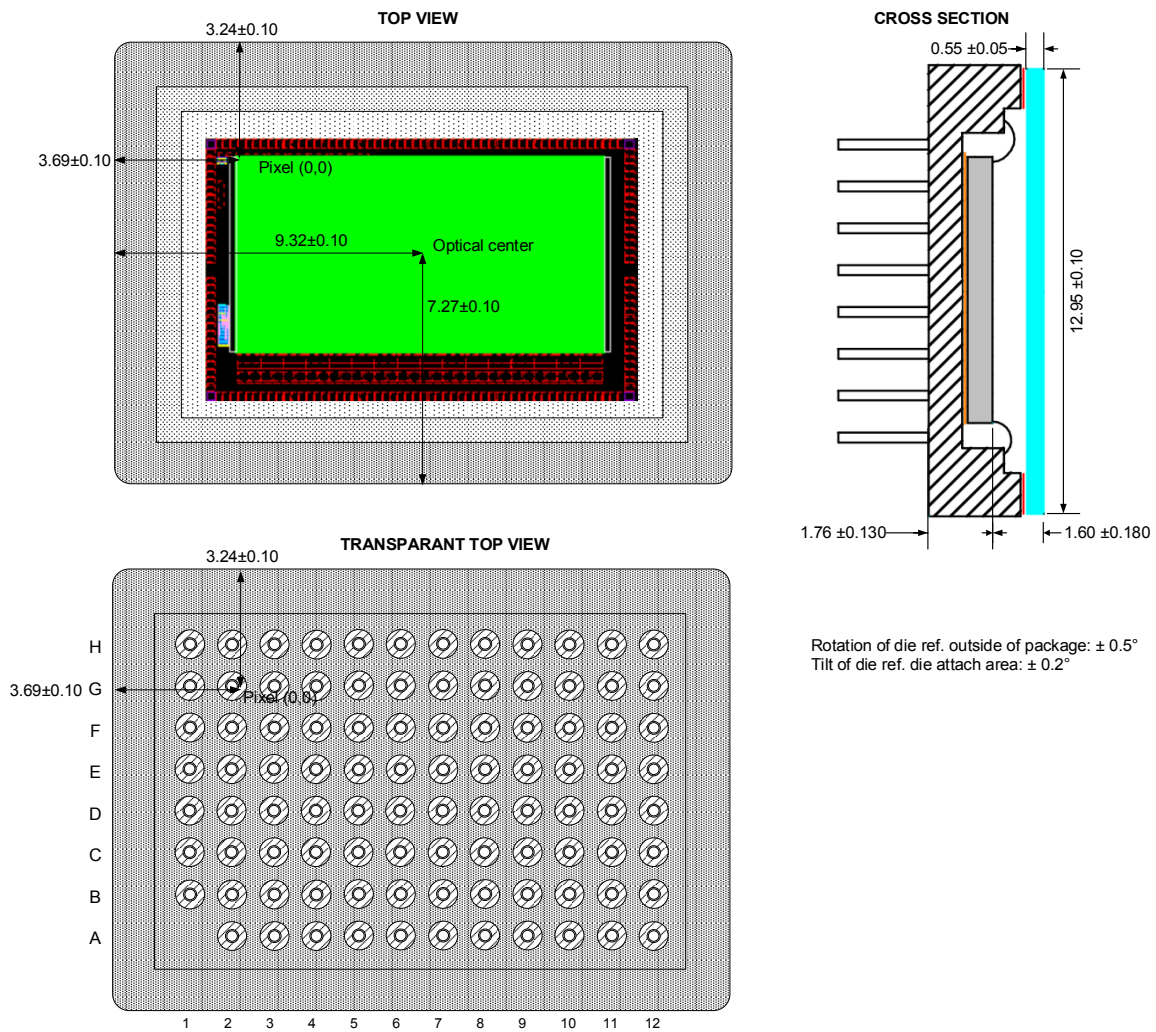 TOP VIEW
3.24±0.10
3.69±0.10
Pixel (0,0)
9.32±0.10
Optical center
7.27±0.10
CROSS SECTION
0.55 ±0.05
12.95 ±0.10
1.76 ±0.130
1.60 ±0.180
TRANSPARANT TOP VIEW
3.24±0.10
H
3.69±0.10
G
Pixel (0,0)
F
E
D
C
B
A
1 2 3 4 5 6 7 8 9 10 11 12
Rotation of die ref. outside of package: ± 0.5°
Tilt of die ref. die attach area: ± 0.2°